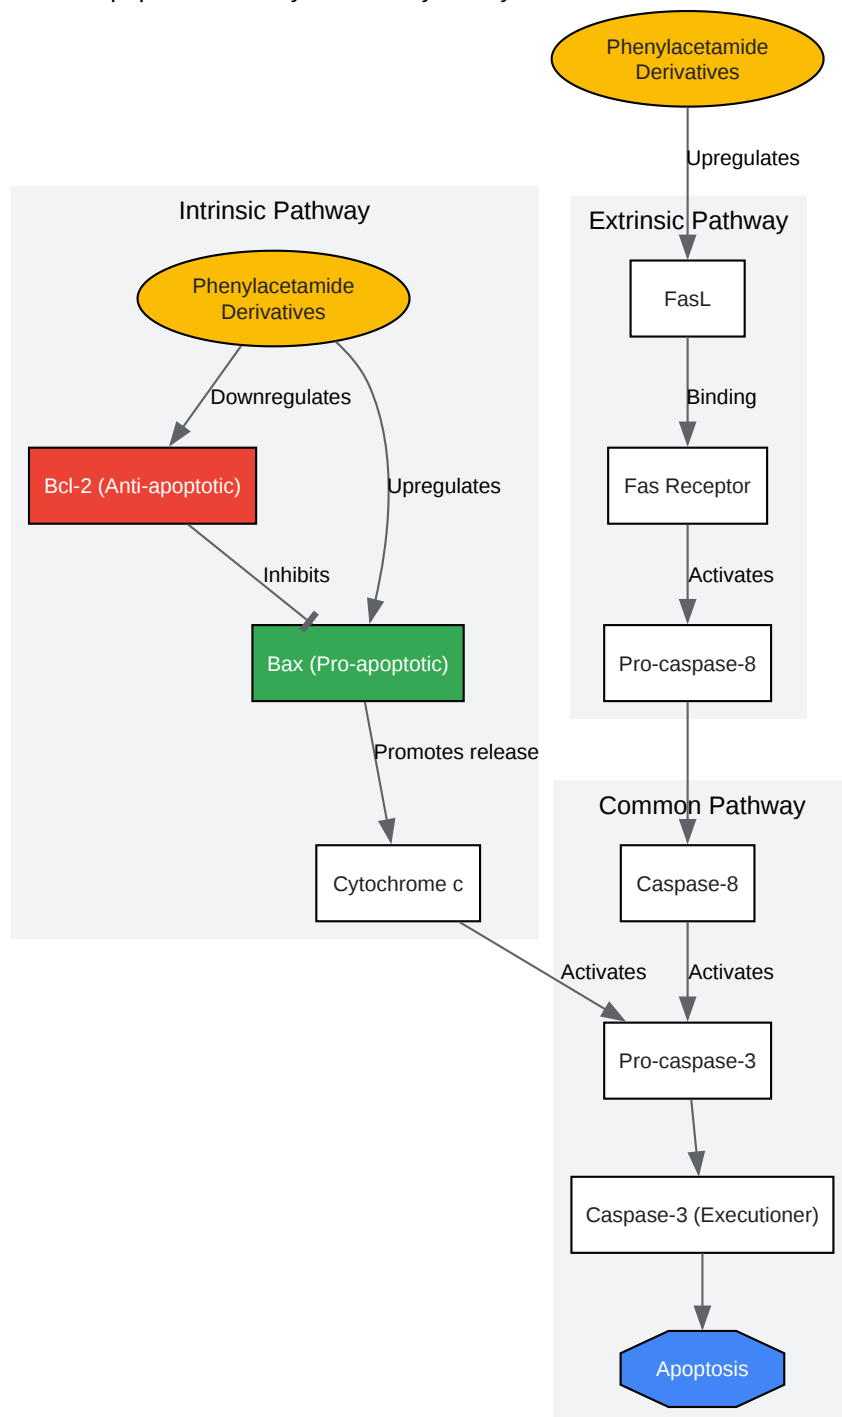 Phenylacetamide
Derivatives
Upregulates
Intrinsic Pathway
Extrinsic Pathway
Phenylacetamide
Derivatives
FasL
Downregulates
Binding
Bcl-2 (Anti-apoptotic)
Upregulates
Fas Receptor
Inhibits
Activates
Bax (Pro-apoptotic)
Pro-caspase-8
Promotes release
Common Pathway
Cytochrome c
Caspase-8
Activates
Activates
Pro-caspase-3
Caspase-3 (Executioner)
Apoptosis